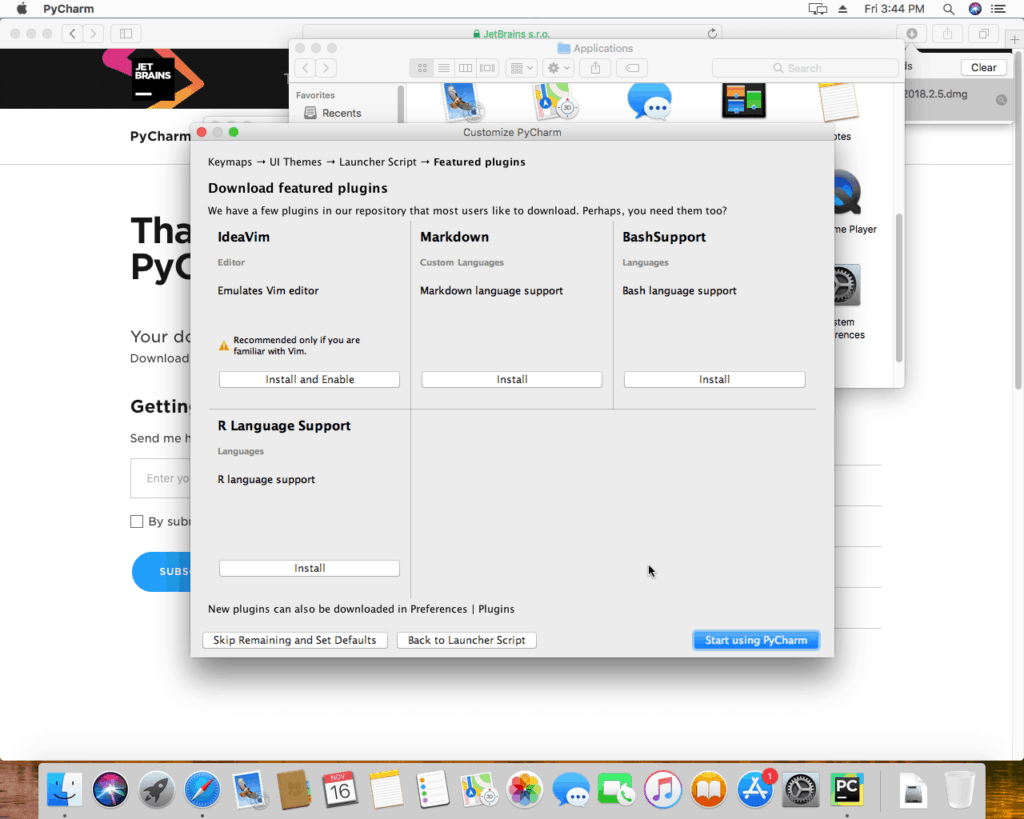 PyCharm
Fri 3:44 PM
JetBrains s.r.o.
Applications
Search
Clear
2018.2.5.dmg
JET
BRAINS
Favorites
Recents
PyCharm
Customize PyCharm
Keymaps → UI Themes → Launcher Script → Featured plugins
Download featured plugins
We have a few plugins in our repository that most users like to download. Perhaps, you need them too?
IdeaVim
Editor
Emulates Vim editor
Recommended only if you are
familiar with Vim.
Install and Enable
Markdown
Custom Languages
Markdown language support
Install
BashSupport
Languages
Bash language support
Install
R Language Support
Languages
R language support
Install
New plugins can also be downloaded in Preferences | Plugins
Skip Remaining and Set Defaults
Back to Launcher Script
Start using PyCharm
otes
me Player
stem
rences
Tha
PyC
Your do
Download
Getting
Send me h
Enter yo
By subm
SUBS
3D
NOV
16
3D
1
PC